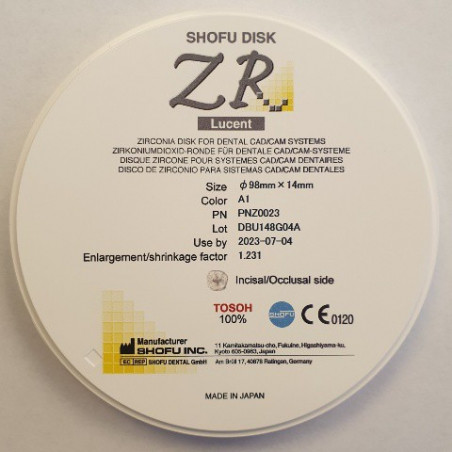 SHOFU DISK
ZR
Lucent
ZIRCONIA DISK FOR DENTAL CAD/CAM SYSTEMS
ZIRKONIUMDIOXID-RONDE FÜR DENTALE CAD/CAM-SYSTEME
DISQUE ZIRCONE POUR SYSTEMES CAD/CAM DENTAIRES
DISCO DE ZIRCONIO PARA SISTEMAS CAD/CAM DENTALES
Size φ98mm×14mm
Color A1
PN PNZ0023
Lot DBU148G04A
Use by 2023-07-04
Enlargement/shrinkage factor 1.231
Incisal/Occlusal side
TOSOH 100% SHOFU CE 0120
Manufacturer
SHOFU INC. 11 Kamitakamatsu-cho, Fukuine, Higashiyama-ku,
Kyoto 605-0983, Japan
EC REP SHOFU DENTAL GmbH Am Brüll 17, 40878 Ratingen, Germany
MADE IN JAPAN